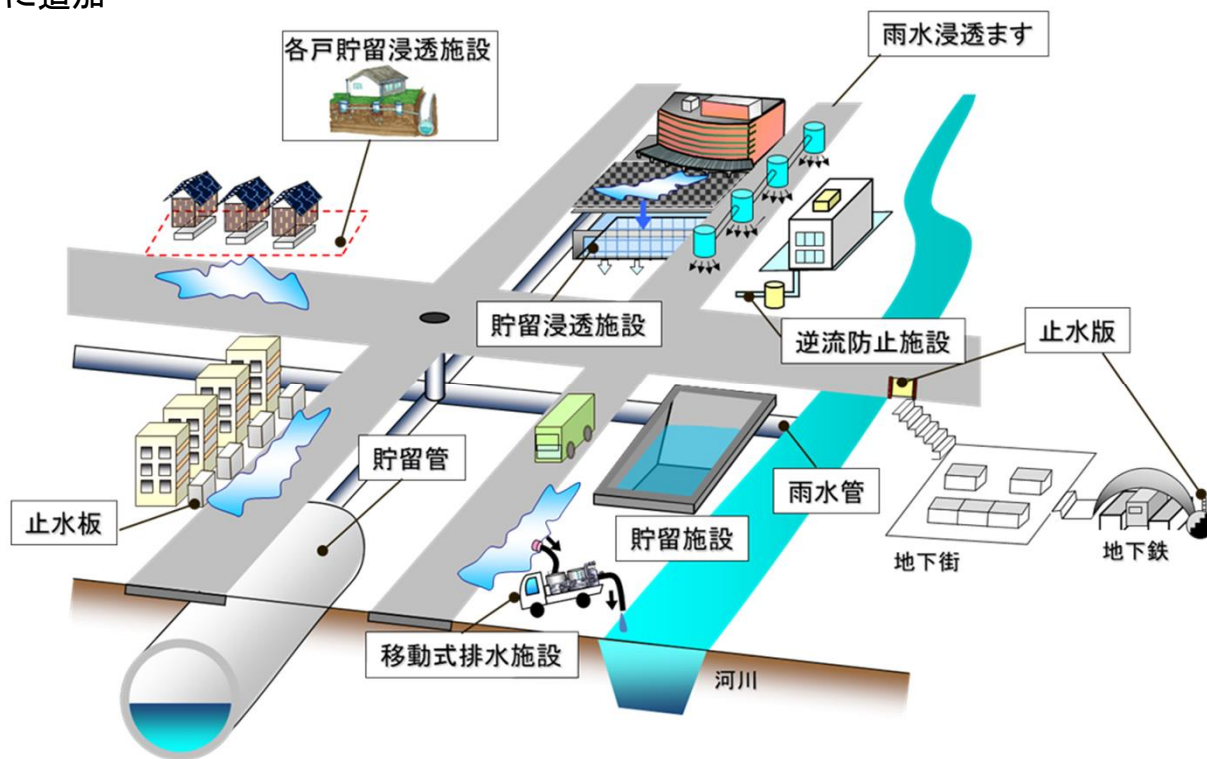 に追加
各戸貯留浸透施設
雨水浸透ます
貯留浸透施設
逆流防止施設
止水版
貯留管
雨水管
止水板
貯留施設
地下街
地下鉄
移動式排水施設
河川